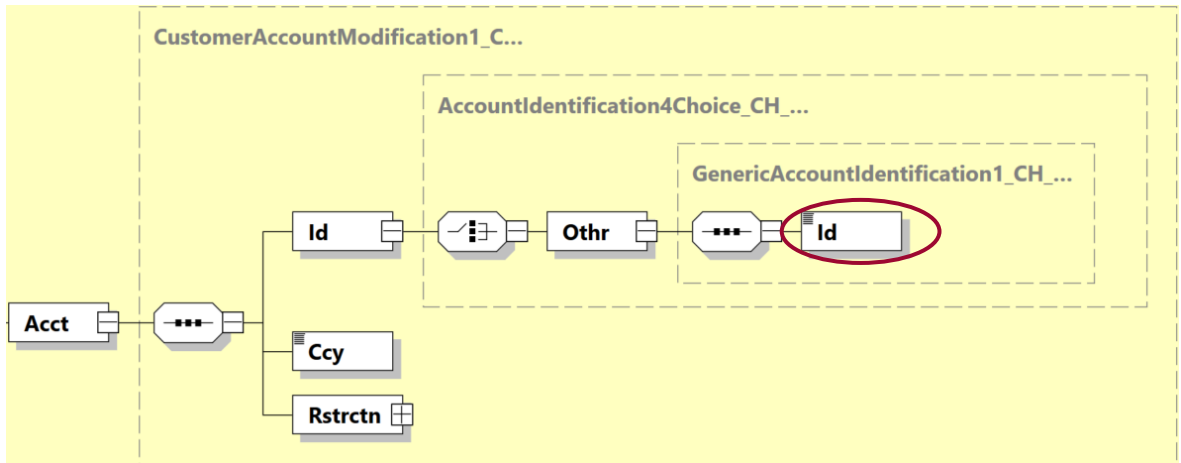 CustomerAccountModification1_C...
AccountIdentification4Choice_CH_...
GenericAccountIdentification1_CH_...
Id
Othr
Id
Acct
Ccy
Rstrctn